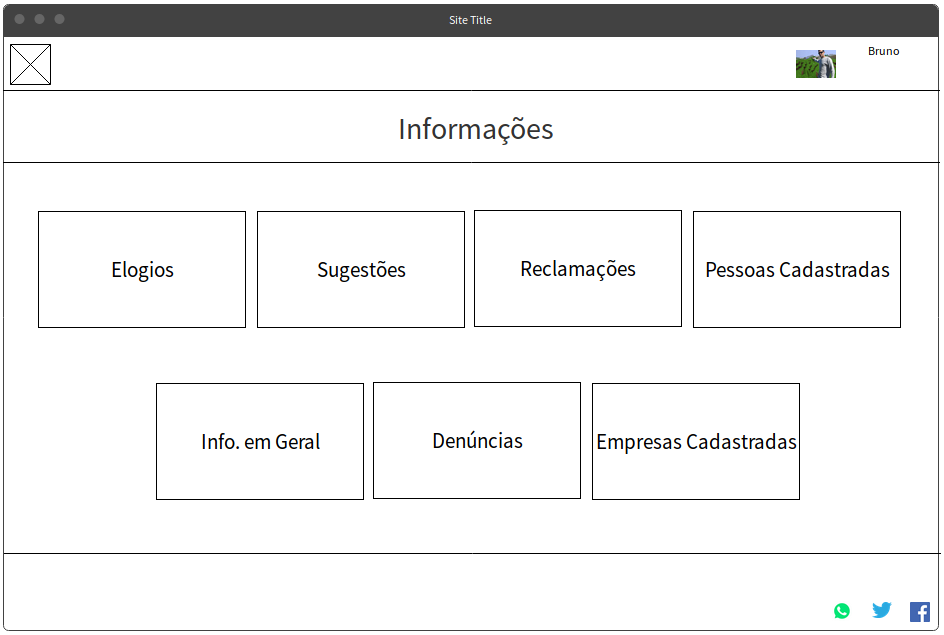 Site Title
Bruno
Informações
Elogios
Sugestões
Reclamações
Pessoas Cadastradas
Info. em Geral
Denúncias
Empresas Cadastradas